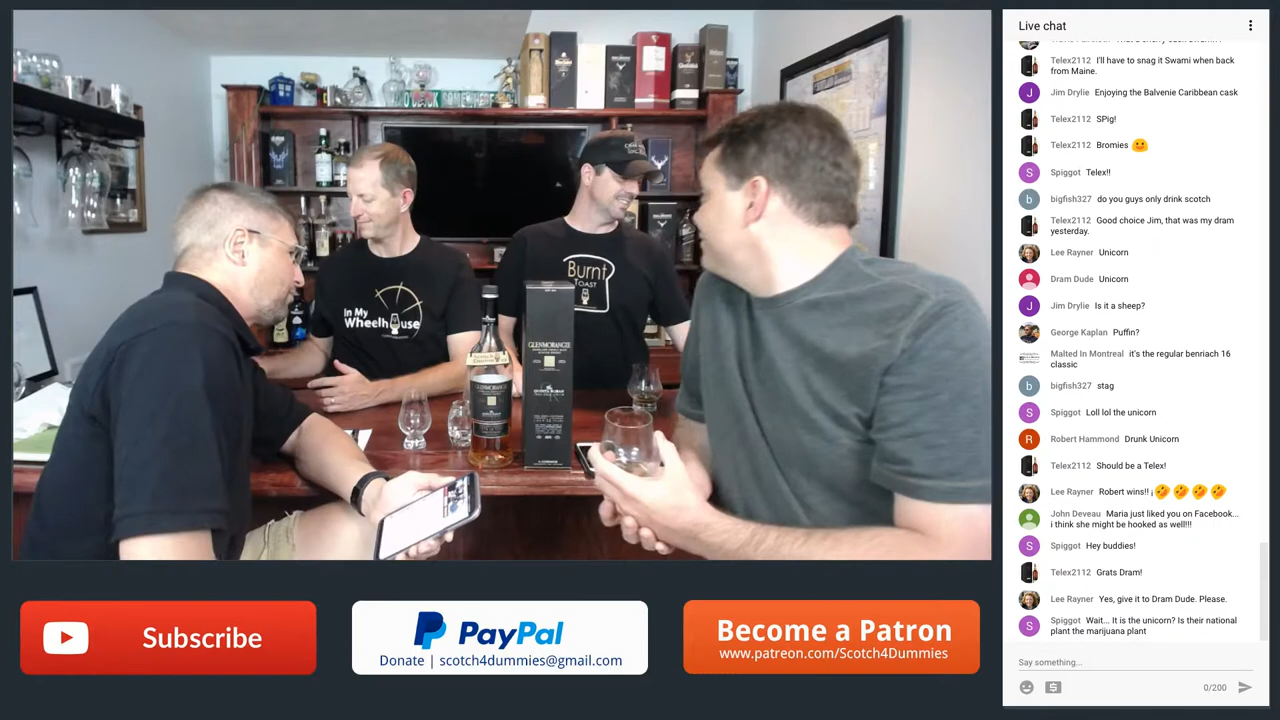 In My
Wheelhouse
Burnt
TOAST
GLENMORANGIE
GLENMORANGIE
Subscribe
PayPal
Donate | scotch4dummies@gmail.com
Become a Patron
www.patreon.com/Scotch4Dummies
Live chat
Telex2112 I'll have to snag it Swami when back
from Maine.
Jim Drylie Enjoying the Balvenie Caribbean cask
Telex2112 SPig!
Telex2112 Bromies
Spiggot Telex!!
bigfish327 do you guys only drink scotch
Telex2112 Good choice Jim, that was my dram
yesterday.
Lee Rayner Unicorn
Dram Dude Unicorn
Jim Drylie Is it a sheep?
George Kaplan Puffin?
Malted In Montreal it's the regular benriach 16
classic
bigfish327 stag
Spiggot Loll lol the unicorn
Robert Hammond Drunk Unicorn
Telex2112 Should be a Telex!
Lee Rayner Robert wins!! ¡
John Deveau Maria just liked you on Facebook...
i think she might be hooked as well!!!
Spiggot Hey buddies!
Telex2112 Grats Dram!
Lee Rayner Yes, give it to Dram Dude. Please.
Spiggot Wait... It is the unicorn? Is their national
plant the marijuana plant
Say something...
0/200